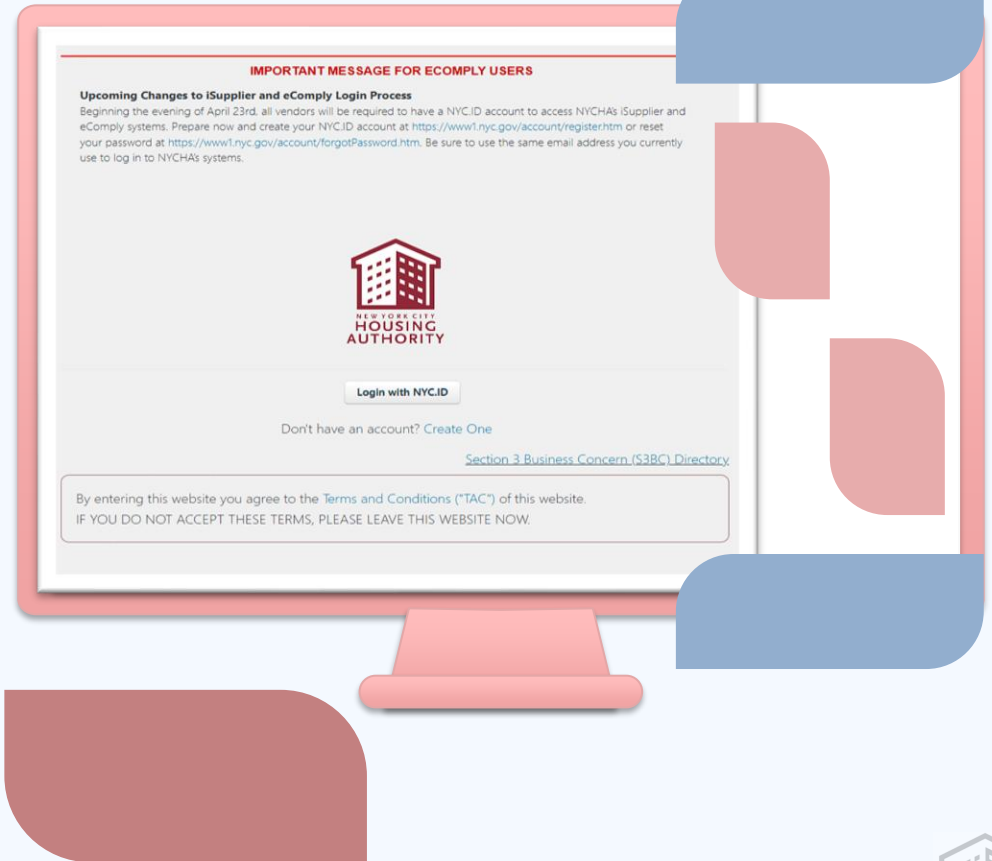 IMPORTANT MESSAGE FOR ECOMPLY USERS
Upcoming Changes to iSupplier and eComply Login Process
Beginning the evening of April 23rd, all vendors will be required to have a NYC.ID account to access NYCHA's iSupplier and
eComply systems. Prepare now and create your NYC.ID account at https://www1.nyc.gov/account/register.htm or reset
your password at https://www1.nyc.gov/account/forgotPassword.htm. Be sure to use the same email address you currently
use to log in to NYCHA's systems.
NEW YORK CITY
HOUSING
AUTHORITY
Login with NYC.ID
Don't have an account? Create One
Section 3 Business Concern (S3BC) Directory
By entering this website you agree to the Terms and Conditions ("TAC") of this website.
IF YOU DO NOT ACCEPT THESE TERMS, PLEASE LEAVE THIS WEBSITE NOW.